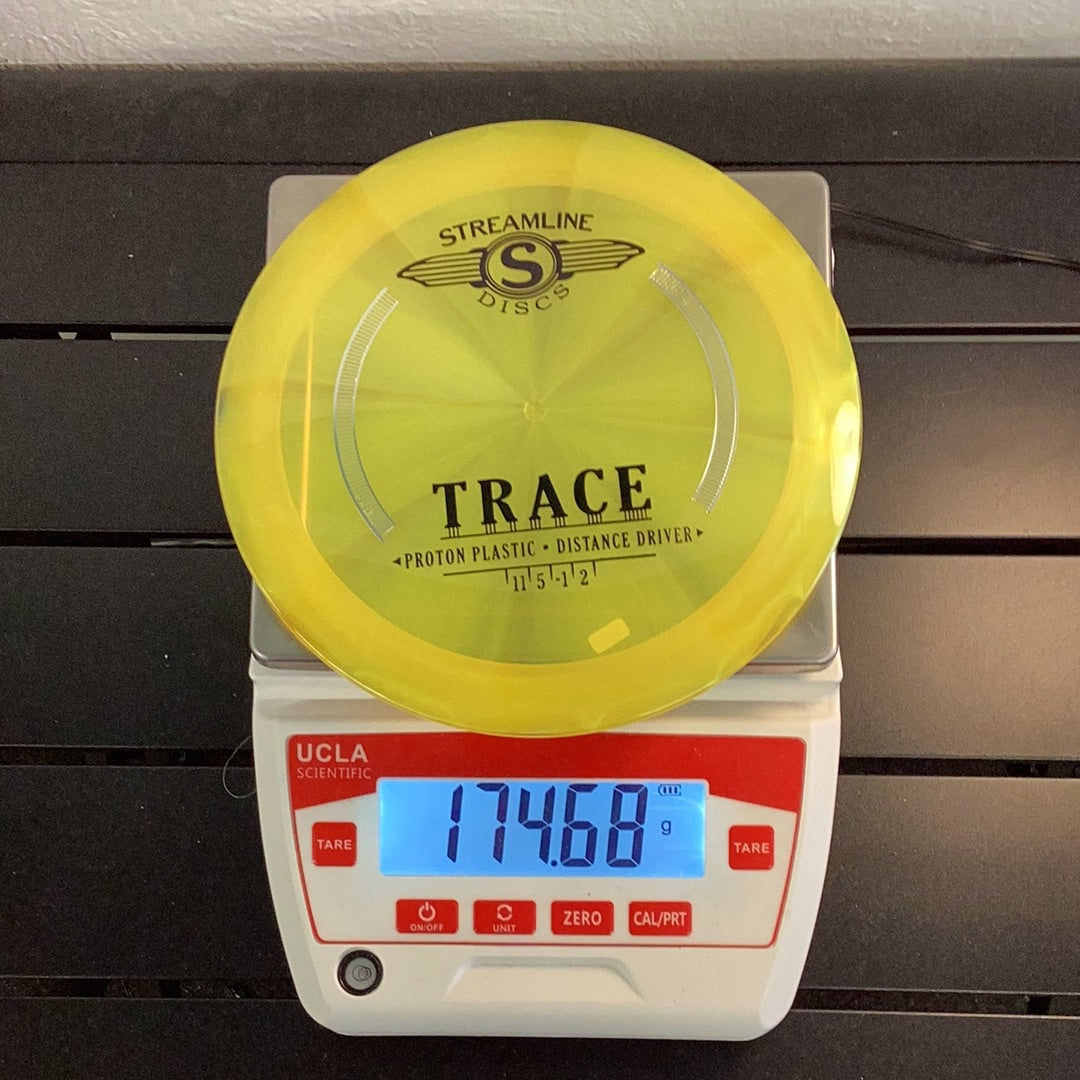 STREAMLINE
S
DISCS
TRACE
PROTON PLASTIC • DISTANCE DRIVER
11 5 -1 2
UCLA
SCIENTIFIC
174.68 g
TARE
TARE
ON/OFF
UNIT
ZERO
CAL/PRT